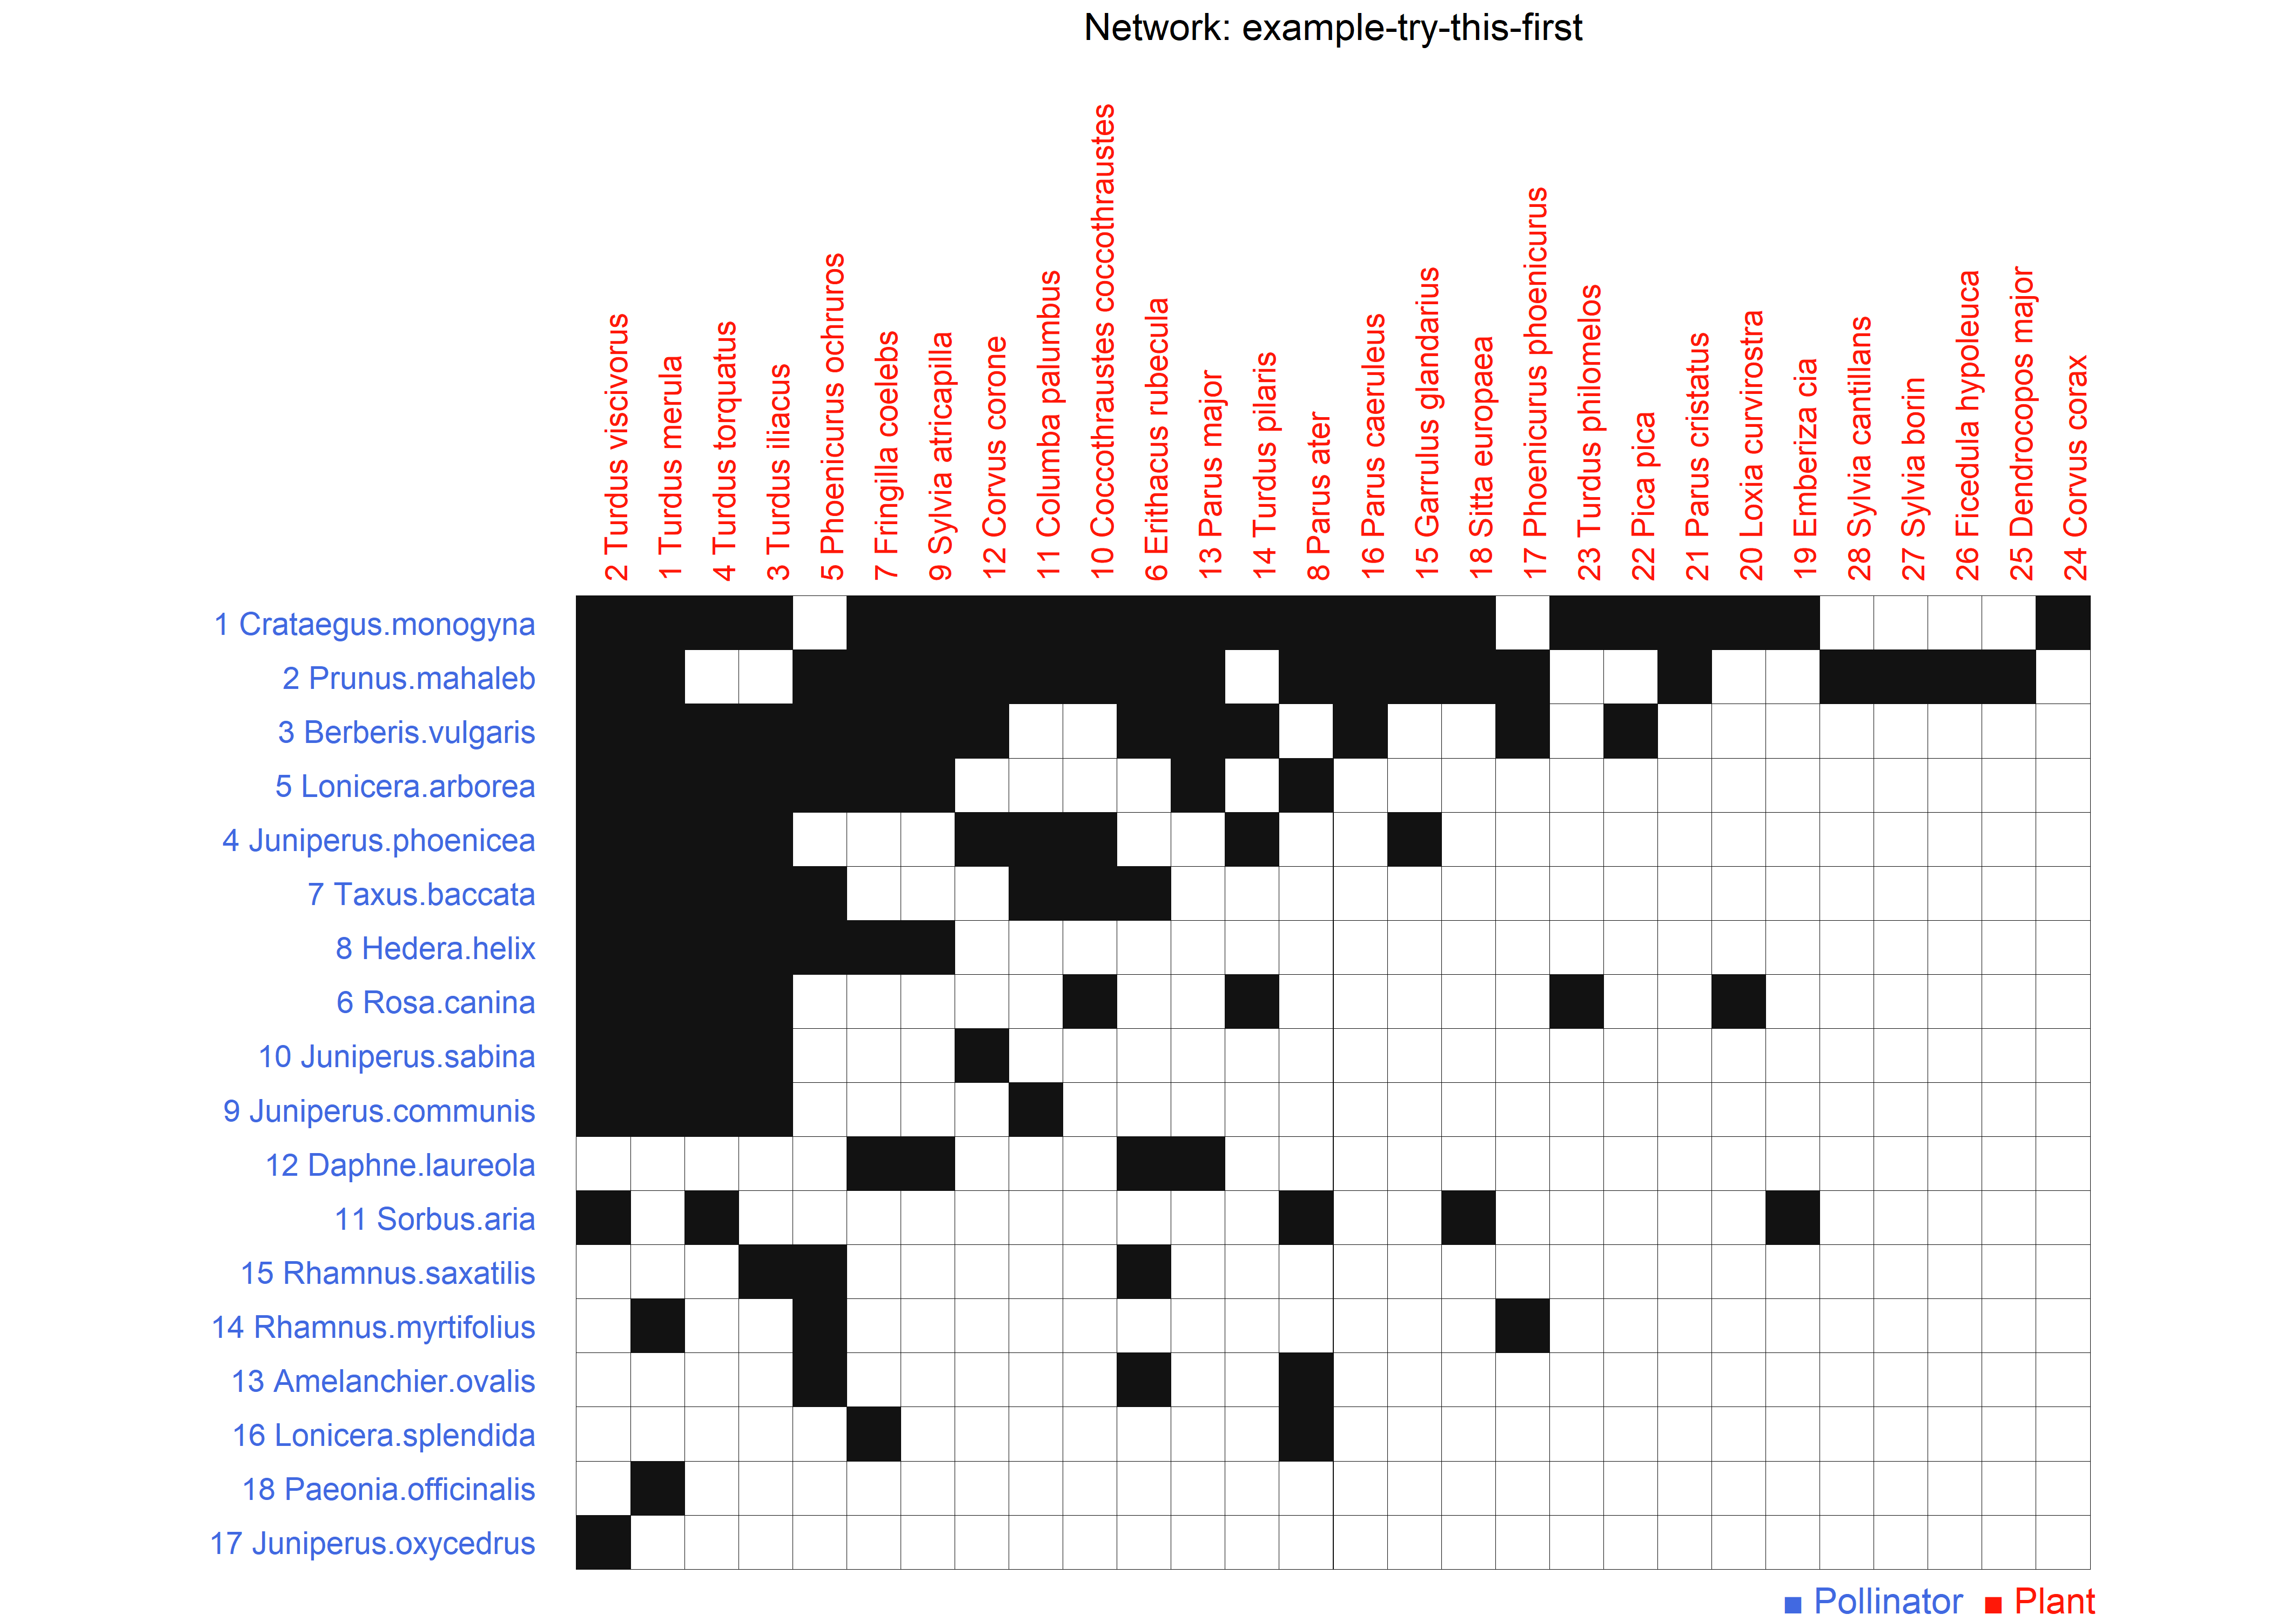 Network: example-try-this-first
2 Turdus viscivorus
1 Turdus merula
4 Turdus torquatus
3 Turdus iliacus
5 Phoenicurus ochruros
7 Fringilla coelebs
9 Sylvia atricapilla
12 Corvus corone
11 Columba palumbus
10 Coccothraustes coccothraustes
6 Erithacus rubecula
13 Parus major
14 Turdus pilaris
8 Parus ater
16 Parus caeruleus
15 Garrulus glandarius
18 Sitta europaea
17 Phoenicurus phoenicurus
23 Turdus philomelos
22 Pica pica
21 Parus cristatus
20 Loxia curvirostra
19 Emberiza cia
28 Sylvia cantillans
27 Sylvia borin
26 Ficedula hypoleuca
25 Dendrocopos major
24 Corvus corax
1 Crataegus.monogyna
2 Prunus.mahaleb
3 Berberis.vulgaris
5 Lonicera.arborea
4 Juniperus.phoenicea
7 Taxus.baccata
8 Hedera.helix
6 Rosa.canina
10 Juniperus.sabina
9 Juniperus.communis
12 Daphne.laureola
11 Sorbus.aria
15 Rhamnus.saxatilis
14 Rhamnus.myrtifolius
13 Amelanchier.ovalis
16 Lonicera.splendida
18 Paeonia.officinalis
17 Juniperus.oxycedrus
Pollinator Plant